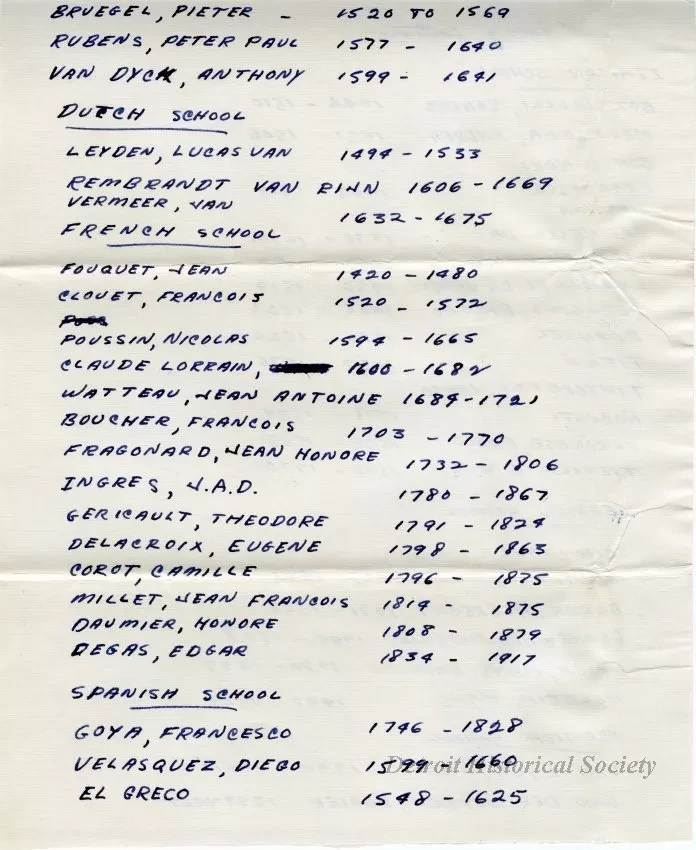 BRUEGEL, PIETER - 1520 TO 1569
RUBENS, PETER PAUL 1577 - 1640
VAN DYCK, ANTHONY 1599 - 1641
DUTCH SCHOOL
LEYDEN, LUCAS VAN 1494 - 1533
REMBRANDT VAN RIJN 1606 - 1669
VERMEER, JAN 1632 - 1675
FRENCH SCHOOL
FOUQUET, JEAN 1420 - 1480
CLOUET, FRANCOIS 1520 - 1572
POUSSIN, NICOLAS 1594 - 1665
CLAUDE LORRAIN, 1600 - 1682
WATTEAU, JEAN ANTOINE 1684 - 1721
BOUCHER, FRANCOIS 1703 - 1770
FRAGONARD, JEAN HONORE 1732 - 1806
INGRES, J.A.D. 1780 - 1867
GERICAULT, THEODORE 1791 - 1824
DELACROIX, EUGENE 1798 - 1863
COROT, CAMILLE 1796 - 1875
MILLET, JEAN FRANCOIS 1814 - 1875
DAUMIER, HONORE 1808 - 1879
DEGAS, EDGAR 1834 - 1917
SPANISH SCHOOL
GOYA, FRANCESCO 1746 - 1828
VELASQUEZ, DIEGO 1599 - 1660
Detroit Historical Society
EL GRECO 1548 - 1625